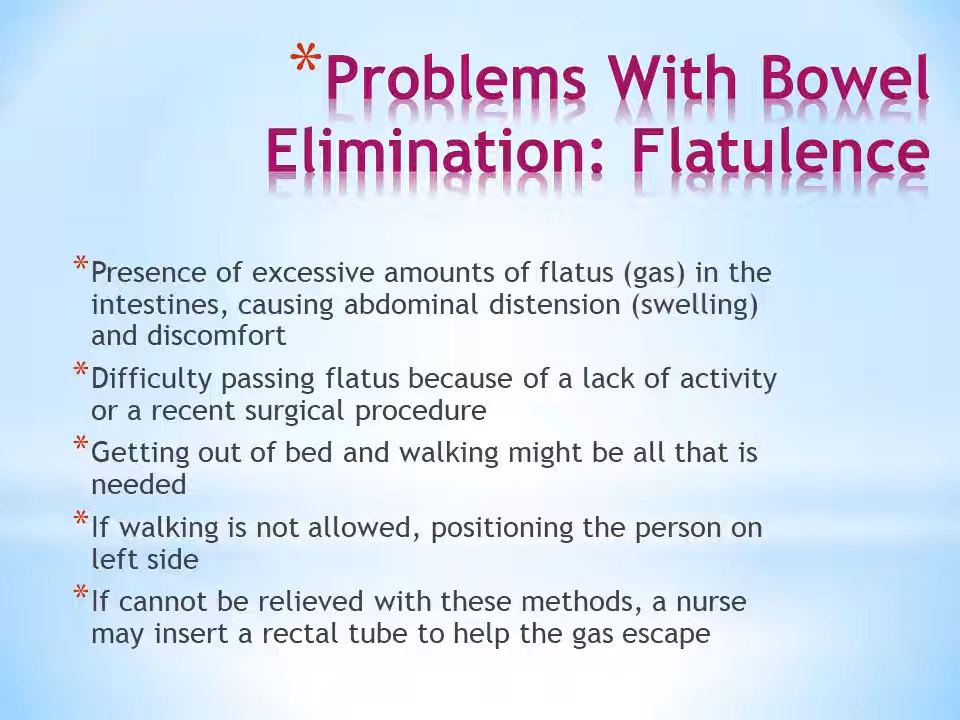 *Problems With Bowel
Elimination: Flatulence
*Presence of excessive amounts of flatus (gas) in the
intestines, causing abdominal distension (swelling)
and discomfort
*Difficulty passing flatus because of a lack of activity
or a recent surgical procedure
*Getting out of bed and walking might be all that is
needed
*If walking is not allowed, positioning the person on
left side
*If cannot be relieved with these methods, a nurse
may insert a rectal tube to help the gas escape